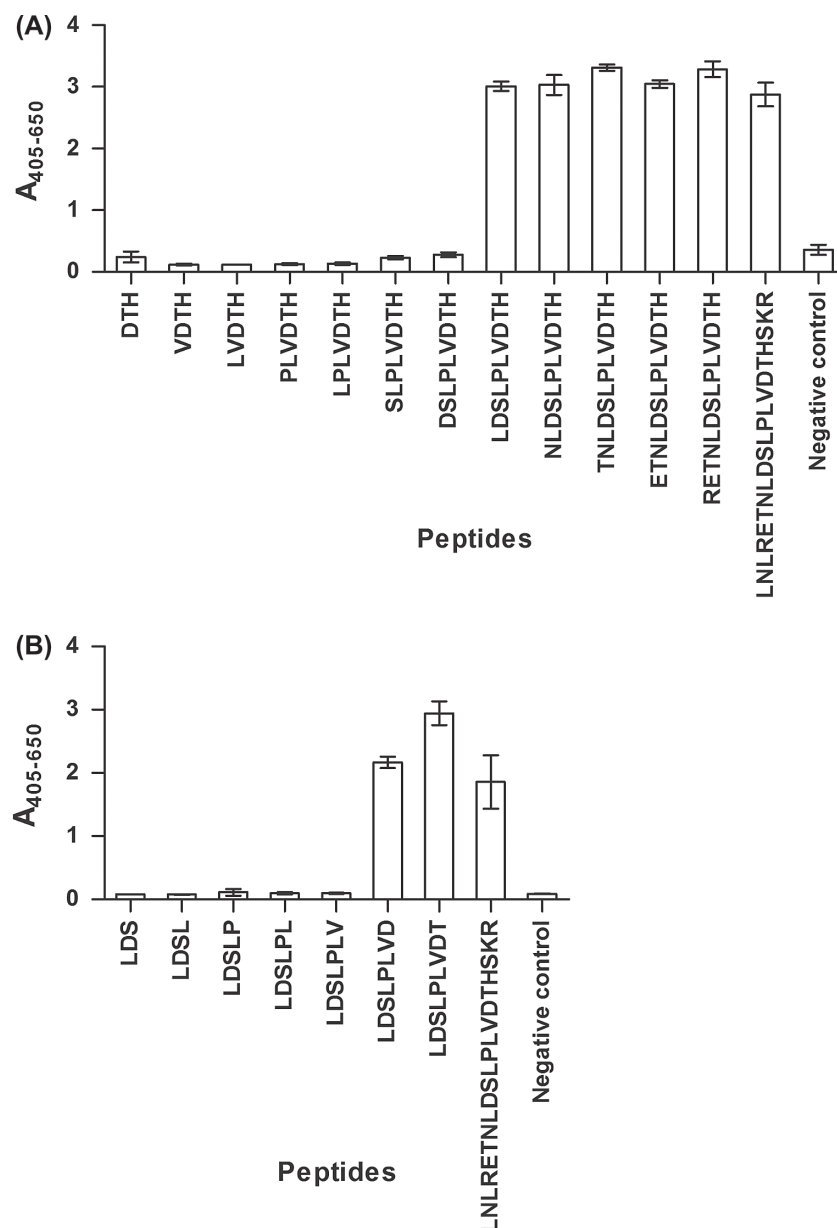 (A)
4
3
2
1
0
A405-650
DTH
VDTH
LVDTH
PLVDTH
LPLVDTH
SLPLVDTH
DSLPLVDTH
LDSLPLVDTH
NLDSLPLVDTH
TNLDSLPLVDTH
ETNLDSLPLVDTH
RETNLDSLPLVDTH
LNLRETNLDSLPLVDTHSKR
Negative control
Peptides
(B)
4
3
2
1
0
A405-650
LDS
LDSL
LDSLP
LDSLPL
LDSLPLV
LDSLPLVD
LDSLPLVDT
LNLRETNLDSLPLVDTHSKR
Negative control
Peptides